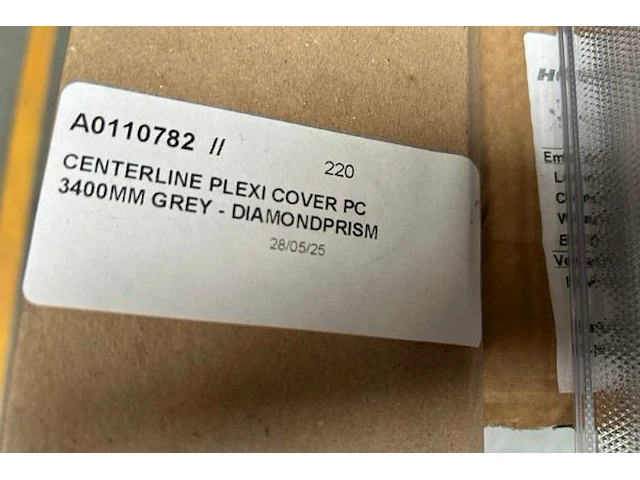 A0110782 //
220
CENTERLINE PLEXI COVER PC
3400MM GREY - DIAMONDPRISM
28/05/25